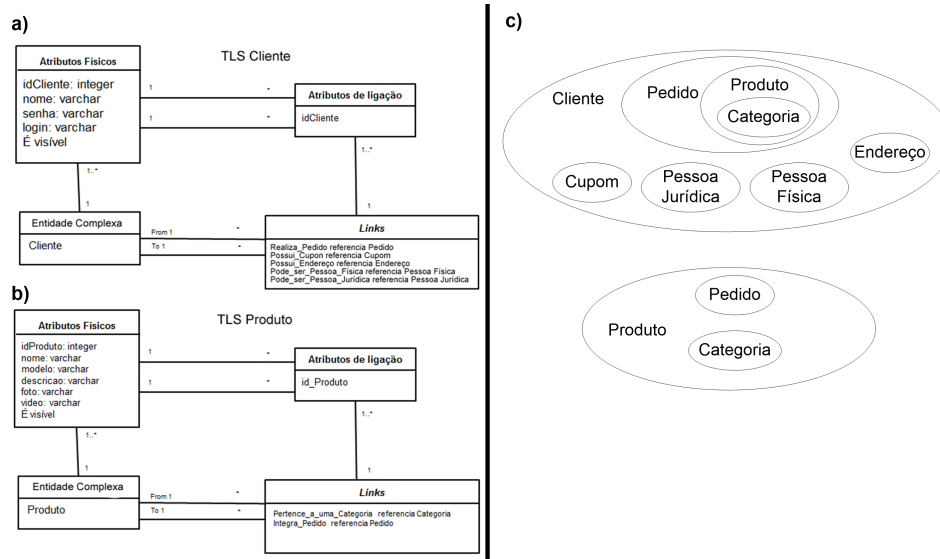 a)
TLS Cliente
Atributos Físicos
idCliente: integer
nome: varchar
senha: varchar
login: varchar
É visível
1
*
1
*
Atributos de ligação
idCliente
1..*
1
1..*
1
Entidade Complexa
Cliente
From 1
*
To 1
*
Links
Realiza_Pedido referencia Pedido
Possui_Cupon referencia Cupom
Possui_Endereço referencia Endereço
Pode_ser_Pessoa_Física referencia Pessoa Física
Pode_ser_Pessoa_Jurídica referencia Pessoa Jurídica
b)
TLS Produto
Atributos Físicos
idProduto: integer
nome: varchar
modelo: varchar
descricao: varchar
foto: varchar
video: varchar
É visível
1
*
1
*
Atributos de ligação
id_Produto
1..*
1
1..*
1
Entidade Complexa
Produto
From 1
*
To 1
*
Links
Pertence_a_uma_Categoria referencia Categoria
Integra_Pedido referencia Pedido
c)
Cliente
Pedido
Produto
Categoria
Endereço
Cupom
Pessoa
Jurídica
Pessoa
Física
Pedido
Produto
Categoria